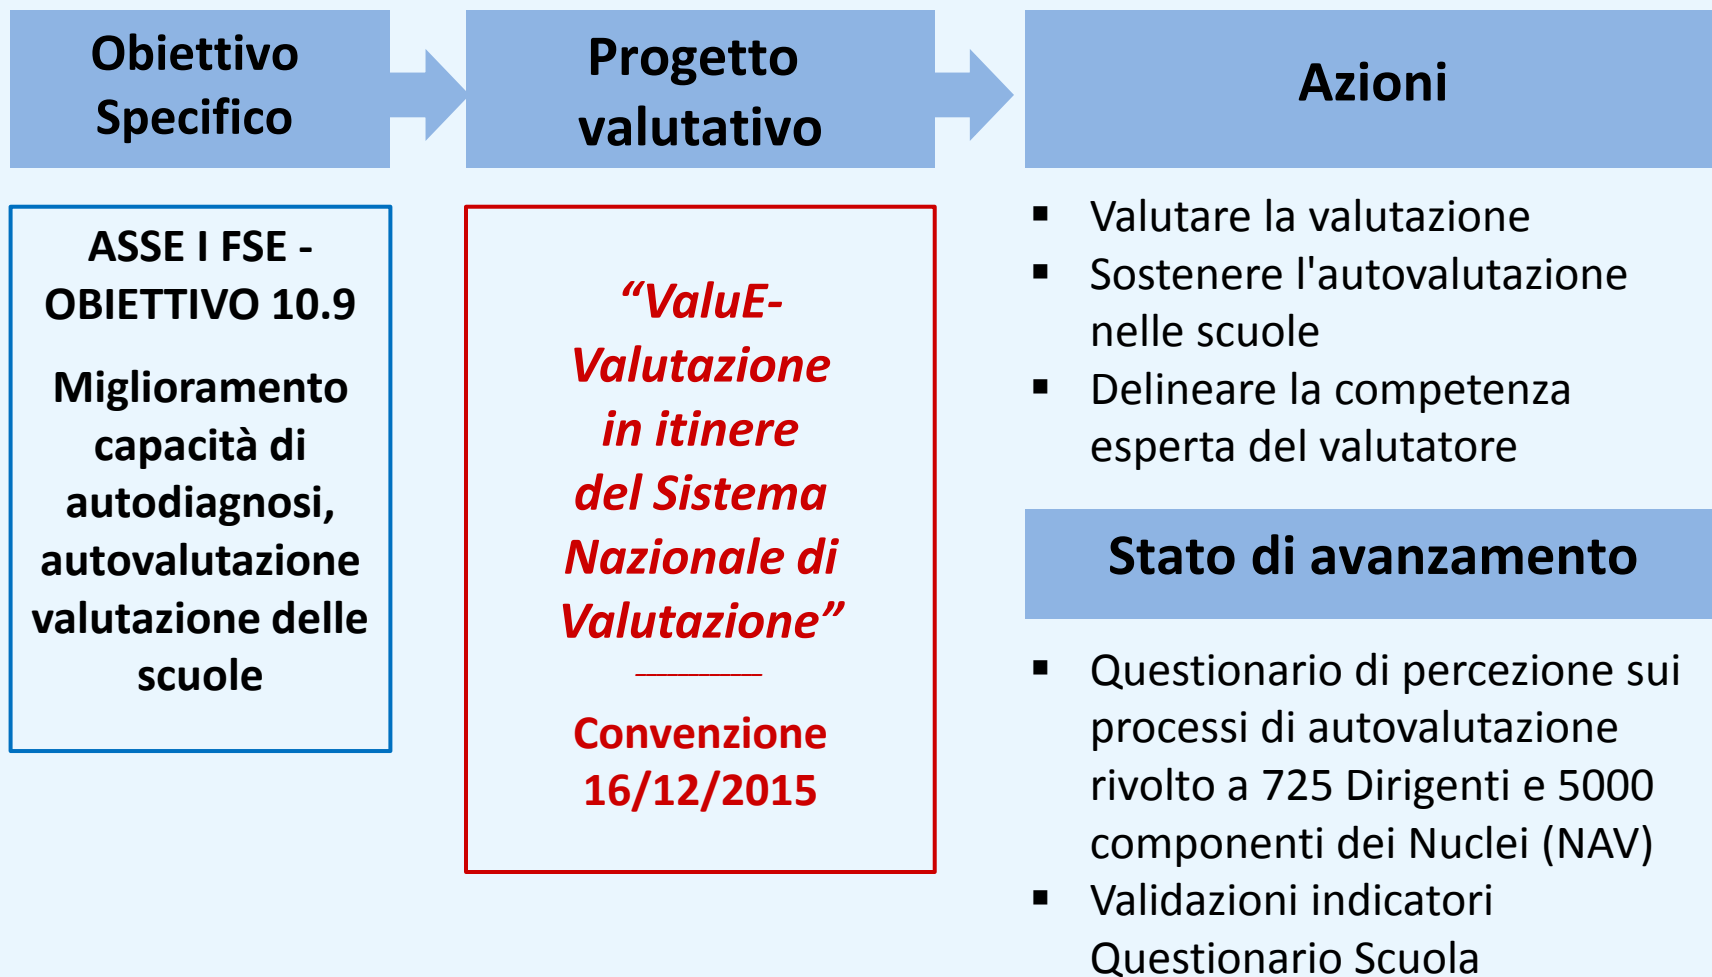 Obiettivo
Specifico
Progetto
valutativo
Azioni
ASSE I FSE -
OBIETTIVO 10.9
Miglioramento
capacità di
autodiagnosi,
autovalutazione
valutazione delle
scuole
“ValuE-
Valutazione
in itinere
del Sistema
Nazionale di
Valutazione”
Convenzione
16/12/2015
▪ Valutare la valutazione
▪ Sostenere l'autovalutazione
nelle scuole
▪ Delineare la competenza
esperta del valutatore
Stato di avanzamento
▪ Questionario di percezione sui
processi di autovalutazione
rivolto a 725 Dirigenti e 5000
componenti dei Nuclei (NAV)
▪ Validazioni indicatori
Questionario Scuola